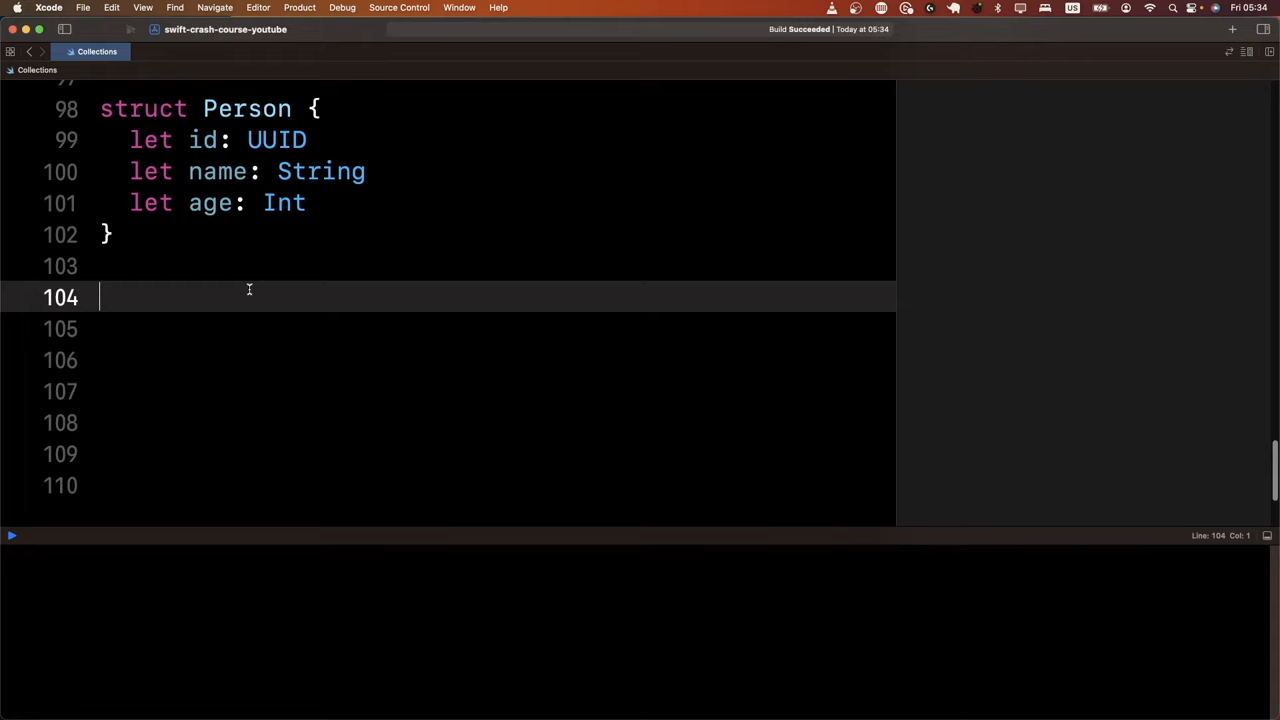 Xcode File Edit View Find Navigate Editor Product Debug Source Control Window Help US Fri 05:34
swift-crash-course-youtube Build Succeeded | Today at 05:34
Collections
Collections
98 struct Person {
99 let id: UUID
100 let name: String
101 let age: Int
102 }
103
104
105
106
107
108
109
110
Line: 104 Col: 1